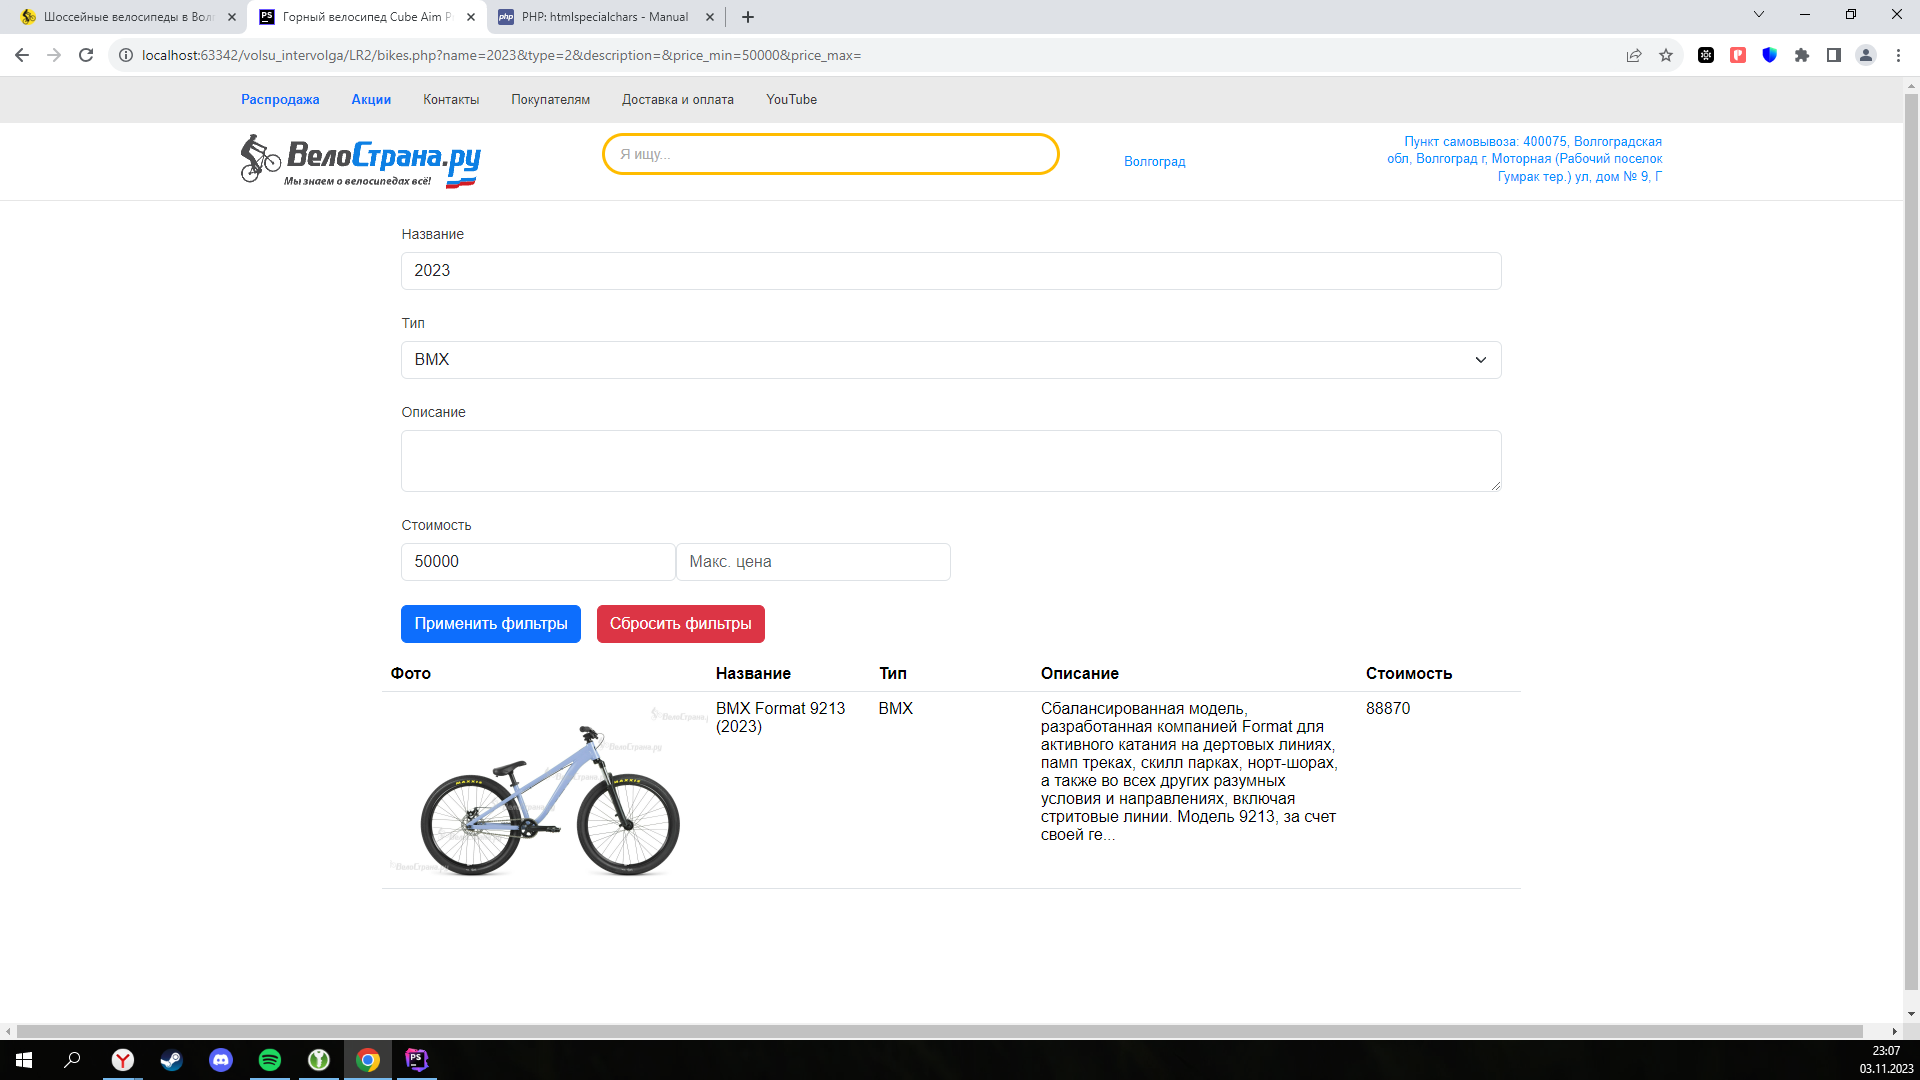 Шоссейные велосипеды в Вол
Горный велосипед Cube Aim P
PHP: htmlspecialchars - Manual
localhost:63342/volsu_intervolga/LR2/bikes.php?name=2023&type=2&description=&price_min=50000&price_max=
Распродажа Акции Контакты Покупателям Доставка и оплата YouTube
ВелоСтрана.ру
Мы знаем о велосипедах всё!
Я ищу...
Волгоград
Пункт самовывоза: 400075, Волгоградская
обл, Волгоград г, Моторная (Рабочий поселок
Гумрак тер.) ул, дом № 9, Г
Название
2023
Тип
BMX
Описание
Стоимость
50000 Макс. цена
Применить фильтры Сбросить фильтры
Фото Название Тип Описание Стоимость
BMX Format 9213
(2023)
BMX
Сбалансированная модель,
разработанная компанией Format для
активного катания на дертовых линиях,
памп треках, скилл парках, норт-шорах,
а также во всех других разумных
условия и направлениях, включая
стритовые линии. Модель 9213, за счет
своей ге...
88870
ВелоСтрана.ру
MAXXIS
MAXXIS
23:07
03.11.2023